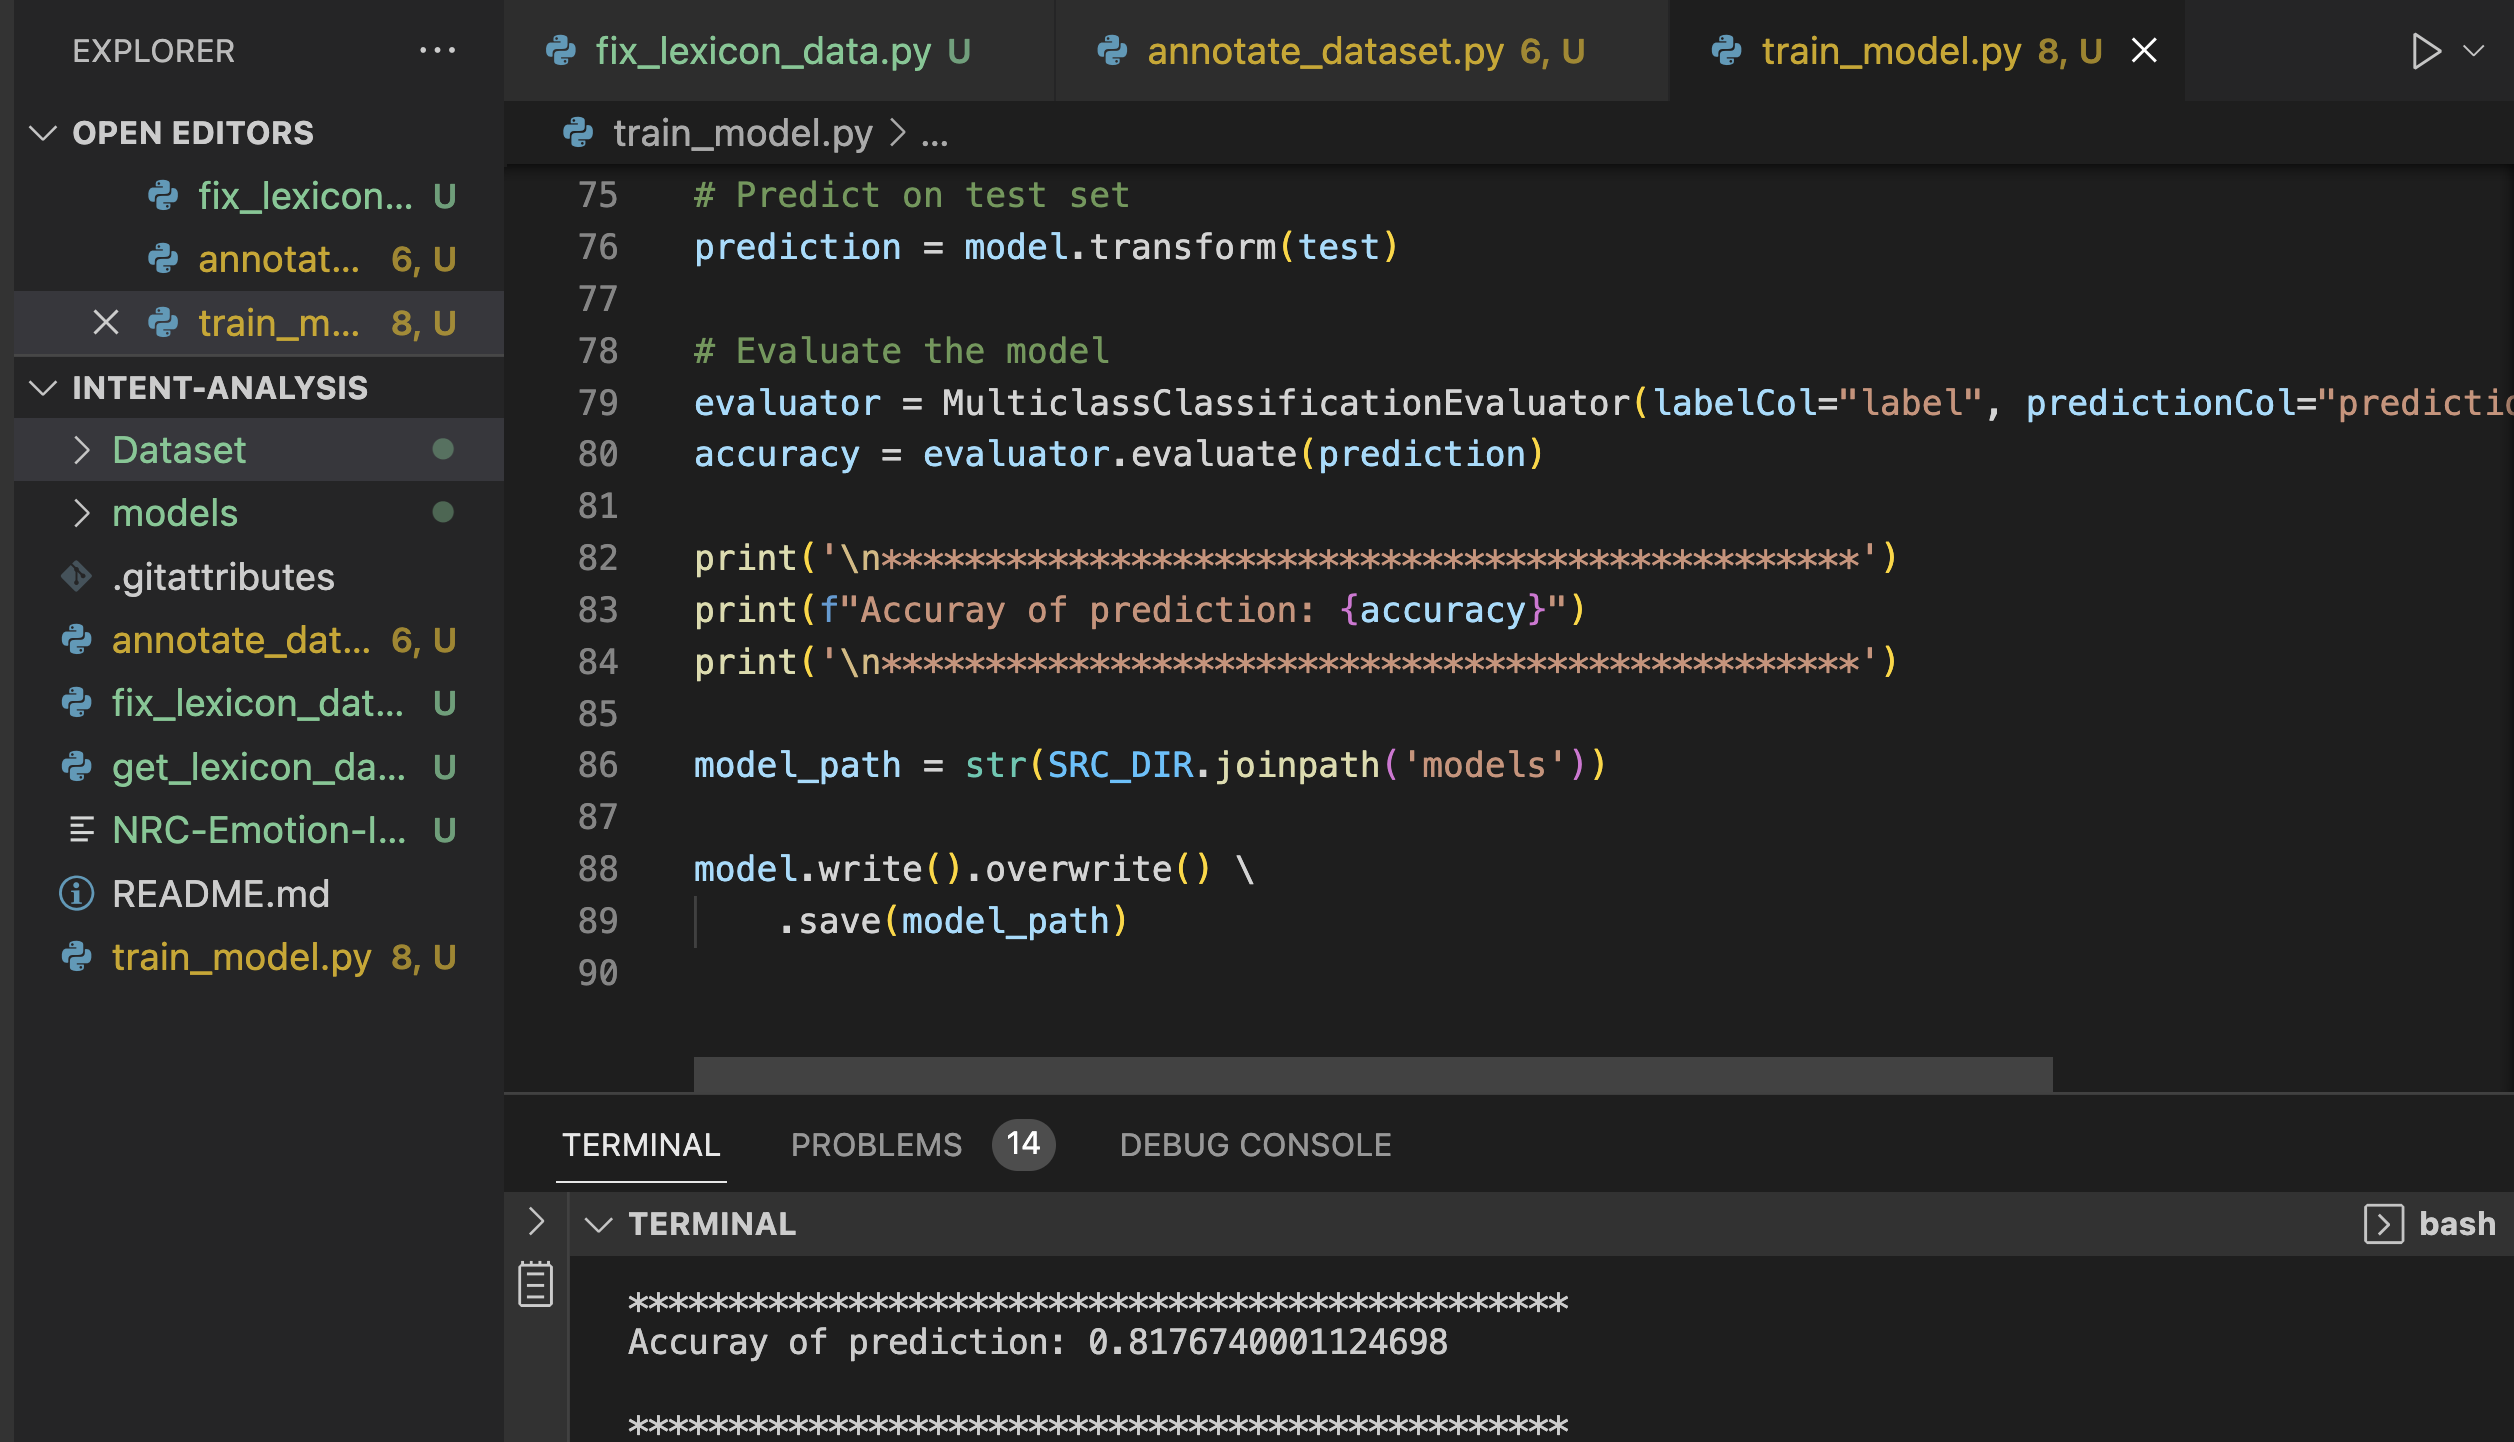 EXPLORER ...
OPEN EDITORS
fix_lexicon... U
annotat... 6, U
train_m... 8, U
INTENT-ANALYSIS
Dataset
models
.gitattributes
annotate_dat... 6, U
fix_lexicon_dat... U
get_lexicon_da... U
NRC-Emotion-l... U
README.md
train_model.py 8, U
fix_lexicon_data.py U annotate_dataset.py 6, U train_model.py 8, U
train_model.py > ...
75 # Predict on test set
76 prediction = model.transform(test)
77
78 # Evaluate the model
79 evaluator = MulticlassClassificationEvaluator(labelCol="label", predictionCol="predictio
80 accuracy = evaluator.evaluate(prediction)
81
82 print('\n***********************************************')
83 print(f"Accuray of prediction: {accuracy}")
84 print('\n***********************************************')
85
86 model_path = str(SRC_DIR.joinpath('models'))
87
88 model.write().overwrite() \
89 .save(model_path)
90
TERMINAL PROBLEMS 14 DEBUG CONSOLE
TERMINAL bash
***********************************************
Accuray of prediction: 0.8176740001124698
***********************************************